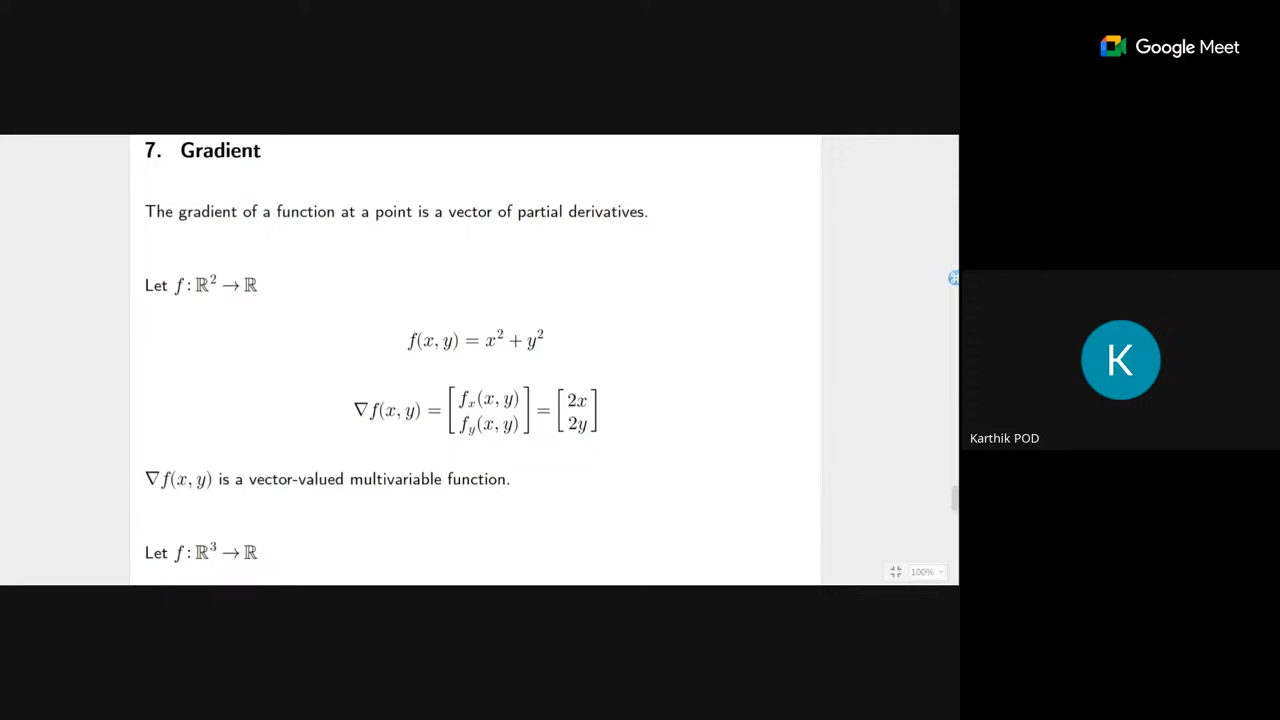 Google Meet
7. Gradient
The gradient of a function at a point is a vector of partial derivatives.
Let f : ℝ² → ℝ
f(x, y) = x² + y²
∇f(x, y) = [f_x(x, y) f_y(x, y)] = [2x 2y]
∇f(x, y) is a vector-valued multivariable function.
Let f : ℝ³ → ℝ
100%
K
Karthik POD